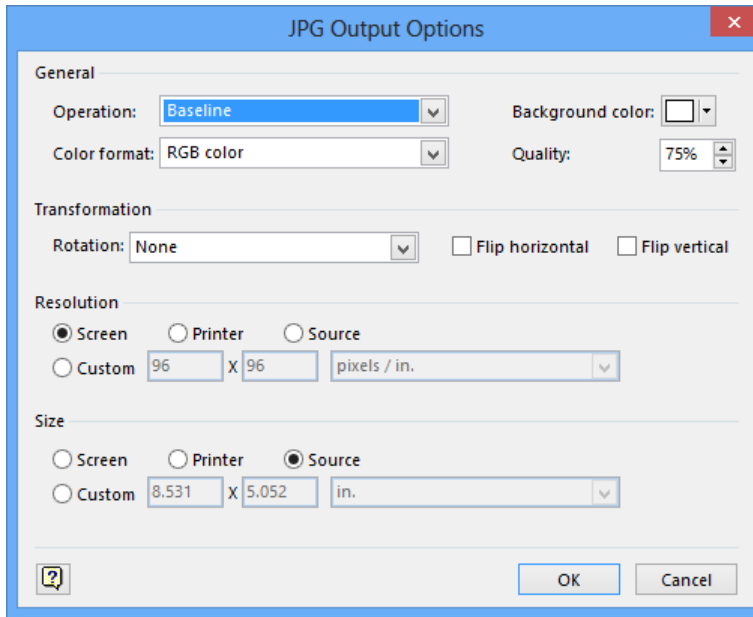 JPG Output Options
General
Operation: Baseline Background color:
Color format: RGB color Quality: 75%
Transformation
Rotation: None Flip horizontal Flip vertical
Resolution
Screen Printer Source
Custom 96 X 96 pixels / in.
Size
Screen Printer Source
Custom 8.531 X 5.052 in.
? OK Cancel